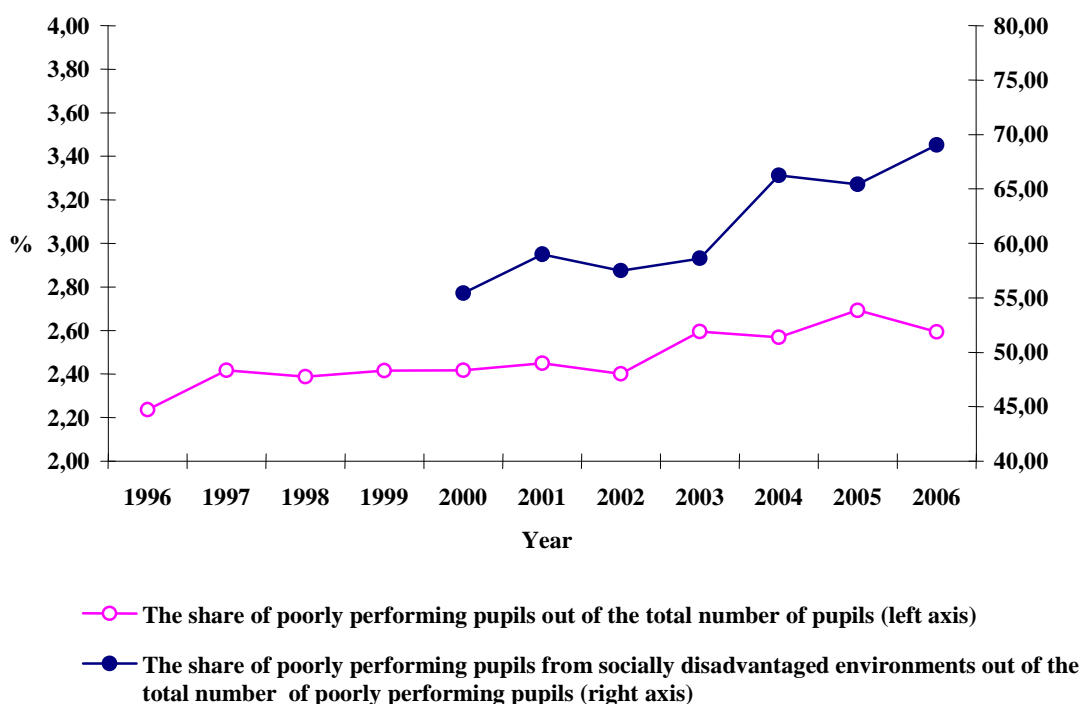 4,00 80,00
3,80 75,00
3,60
3,40 70,00
3,20 65,00
% 3,00 60,00
2,80 55,00
2,60
2,40 50,00
2,20 45,00
2,00 40,00
1996 1997 1998 1999 2000 2001 2002 2003 2004 2005 2006
Year
The share of poorly performing pupils out of the total number of pupils (left axis)
The share of poorly performing pupils from socially disadvantaged environments out of the
total number of poorly performing pupils (right axis)